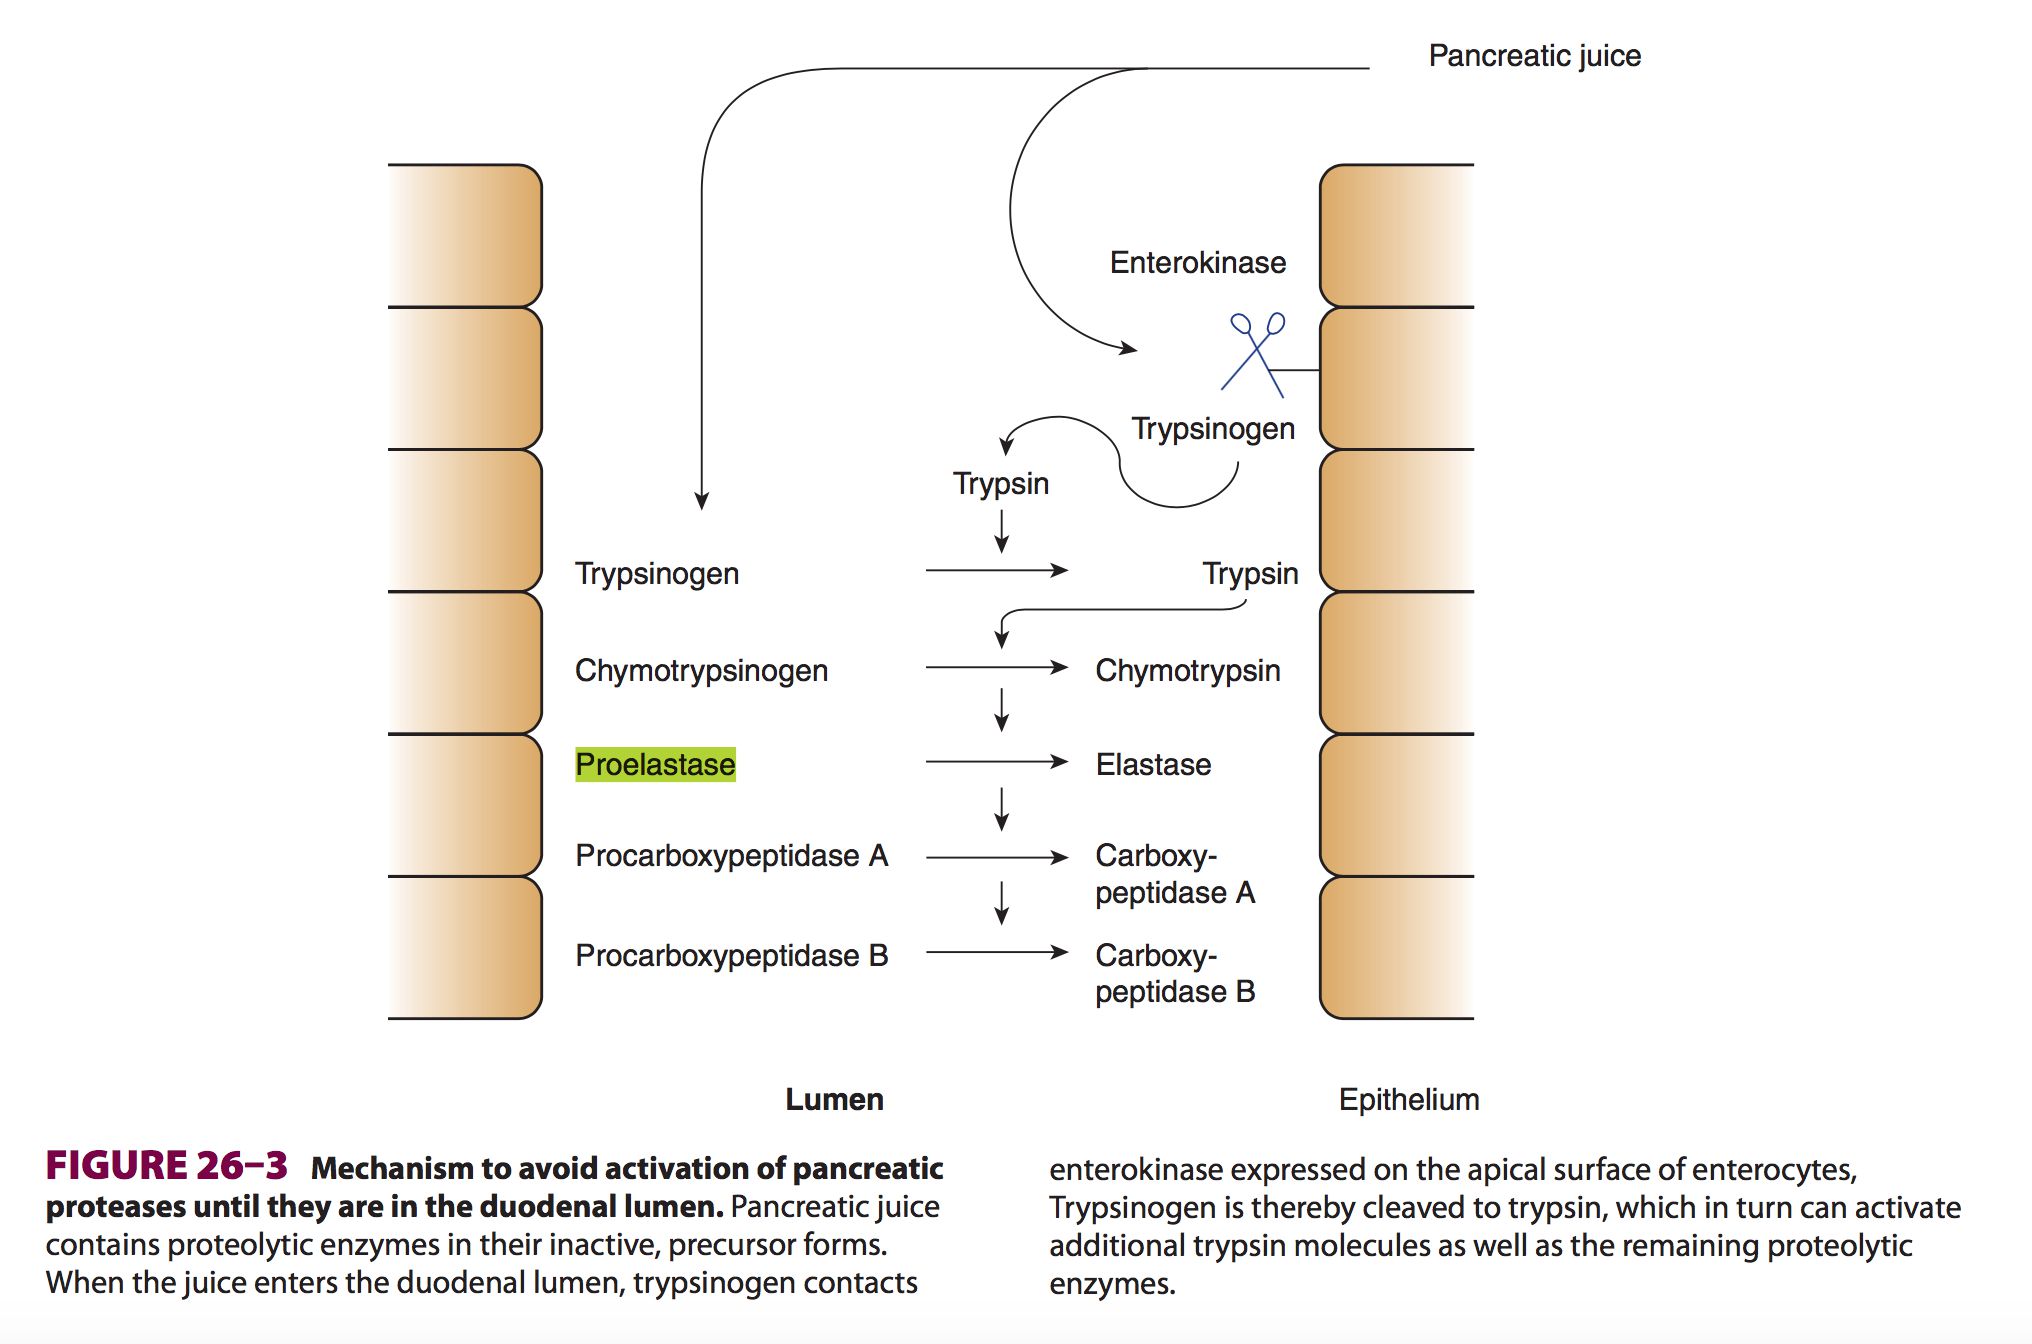 Pancreatic juice
Enterokinase
Trypsinogen
Trypsin
Trypsinogen
Trypsin
Chymotrypsinogen
Chymotrypsin
Proelastase
Elastase
Procarboxypeptidase A
Carboxy-
peptidase A
Procarboxypeptidase B
Carboxy-
peptidase B
Lumen
Epithelium
FIGURE 26–3 Mechanism to avoid activation of pancreatic
proteases until they are in the duodenal lumen. Pancreatic juice
contains proteolytic enzymes in their inactive, precursor forms.
When the juice enters the duodenal lumen, trypsinogen contacts
enterokinase expressed on the apical surface of enterocytes,
Trypsinogen is thereby cleaved to trypsin, which in turn can activate
additional trypsin molecules as well as the remaining proteolytic
enzymes.